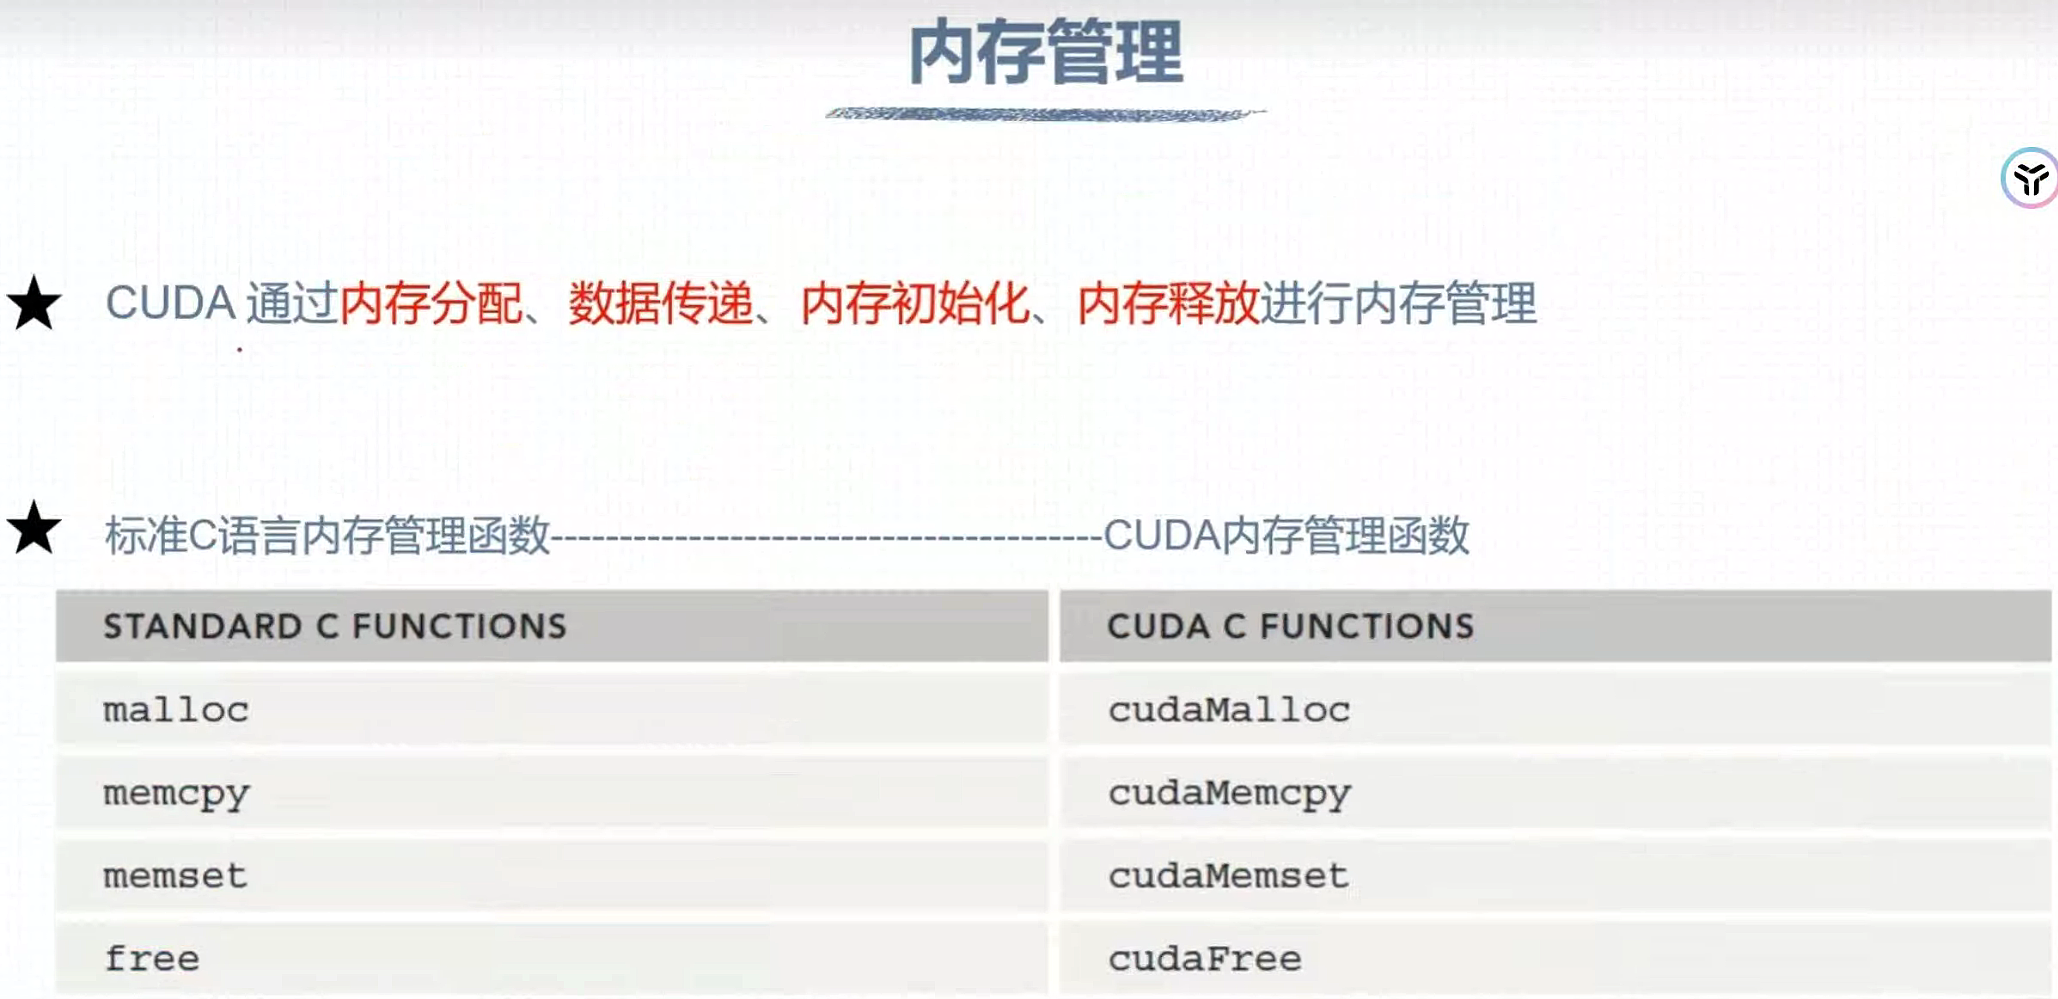 内存管理
CUDA 通过内存分配、数据传递、内存初始化、内存释放进行内存管理
标准C语言内存管理函数----------------------------------------CUDA内存管理函数
STANDARD C FUNCTIONS CUDA C FUNCTIONS
malloc cudaMalloc
memcpy cudaMemcpy
memset cudaMemset
free cudaFree